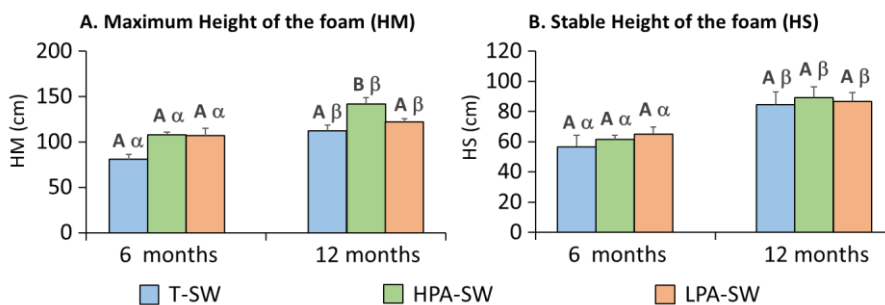 A. Maximum Height of the foam (HM)
HM (cm)
200
150
100
50
0
A α
A α
A α
A β
B β
A β
6 months
12 months
B. Stable Height of the foam (HS)
HS (cm)
120
100
80
60
40
20
0
A α
A α
A α
A β
A β
A β
6 months
12 months
T-SW
HPA-SW
LPA-SW